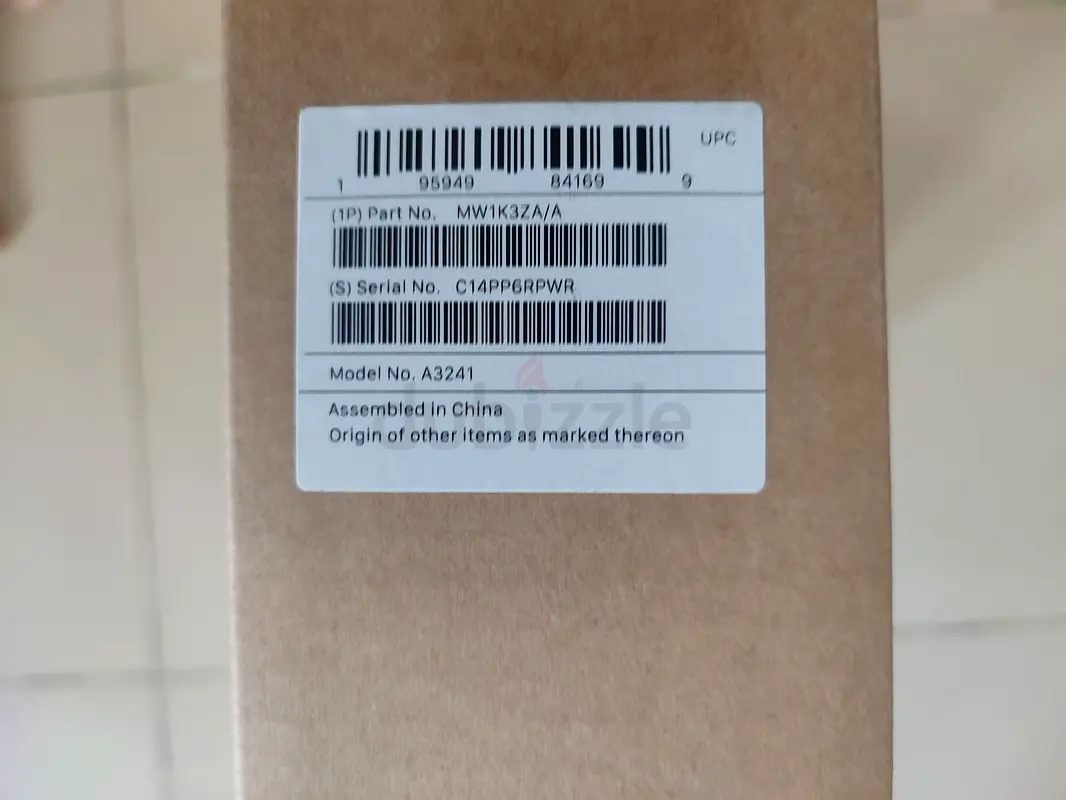 UPC
1 95949 84169 9
(1P) Part No. MW1K3ZA/A
(S) Serial No. C14PP6RPWR
Model No. A3241
dubizzle
Assembled in China
Origin of other items as marked thereon